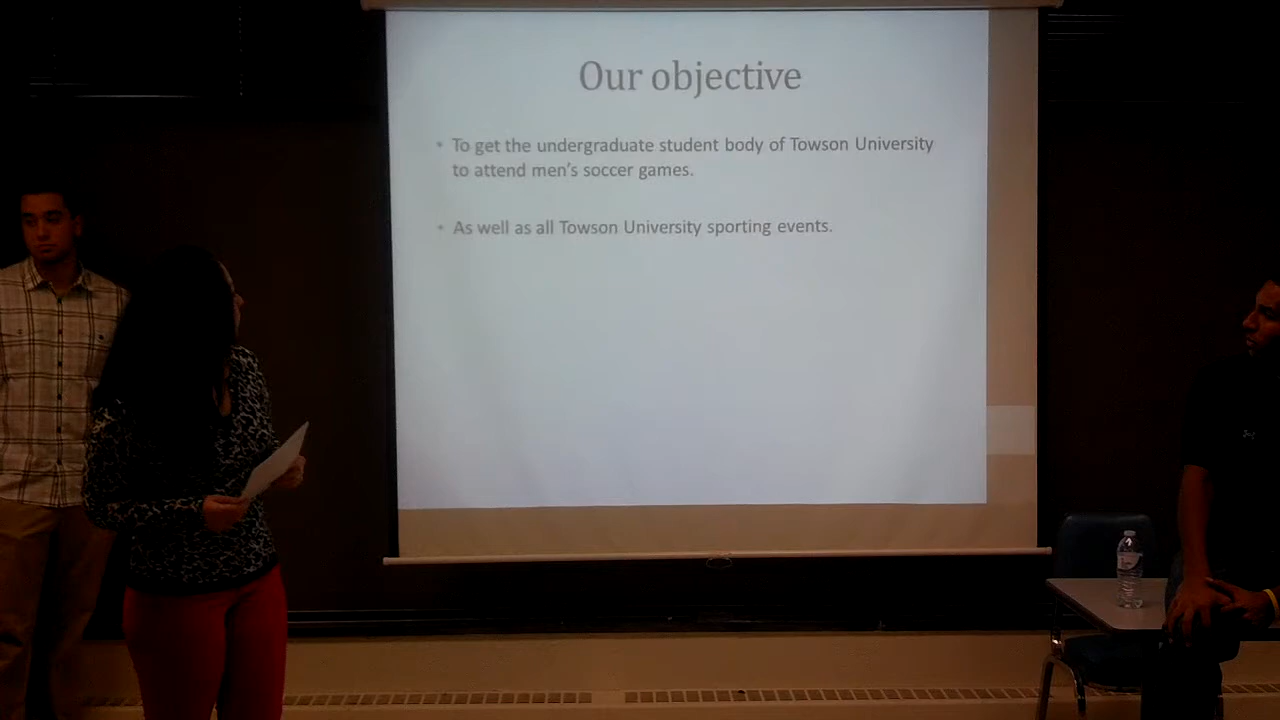 Our objective
• To get the undergraduate student body of Towson University
to attend men's soccer games.
• As well as all Towson University sporting events.